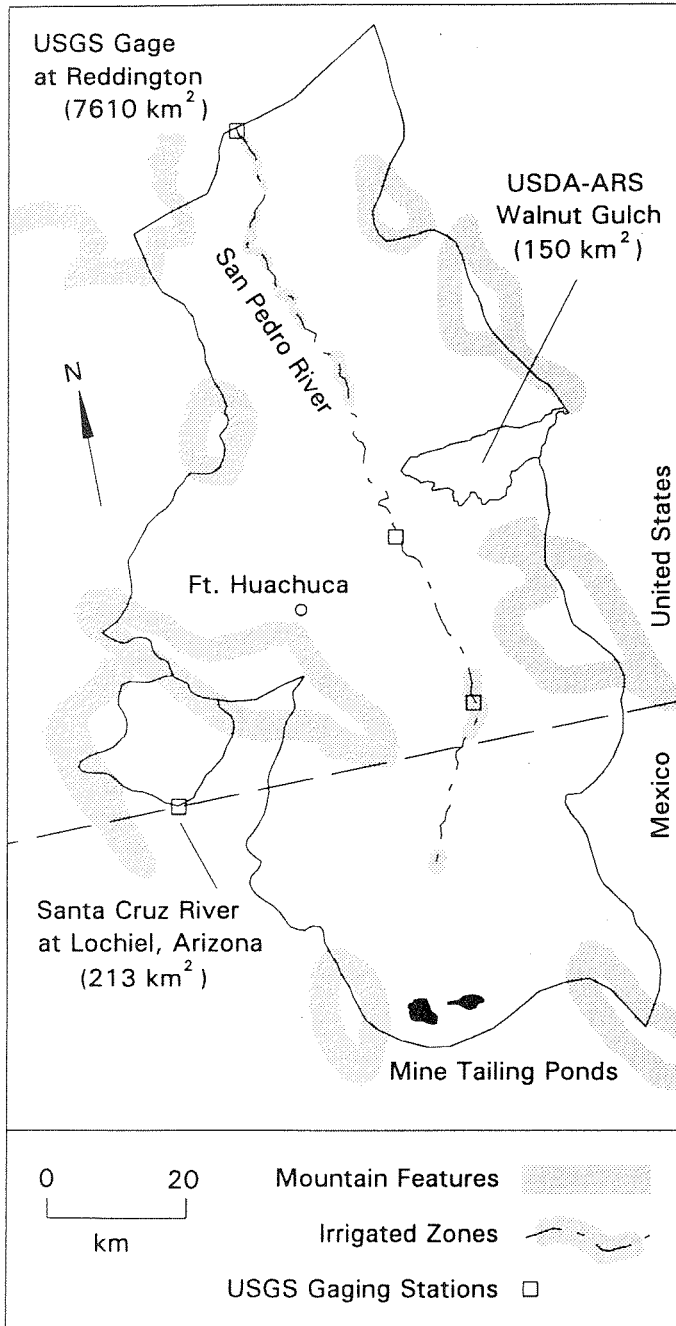 USGS Gage
at Reddington
(7610 km²)
USDA-ARS
Walnut Gulch
(150 km²)
San Pedro River
N
United States
Ft. Huachuca
Mexico
Santa Cruz River
at Lochiel, Arizona
(213 km²)
Mine Tailing Ponds
0 20
km
Mountain Features
Irrigated Zones
USGS Gaging Stations